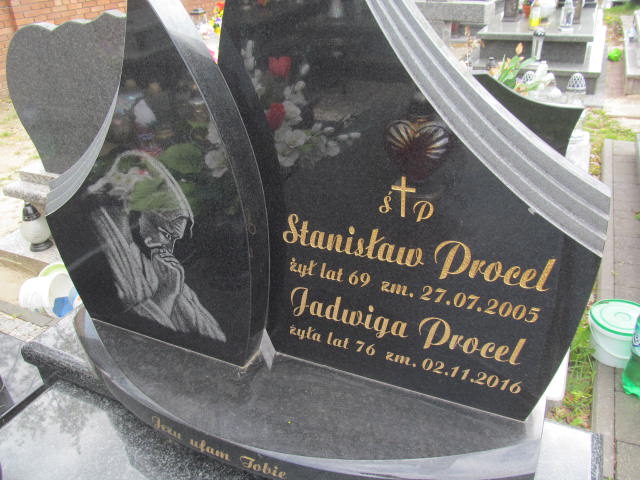 ś P
Stanisław Procel
żył lat 69 zm. 27.07.2005
Jadwiga Procel
żyła lat 76 zm. 02.11.2016
Jezu ufam Tobie